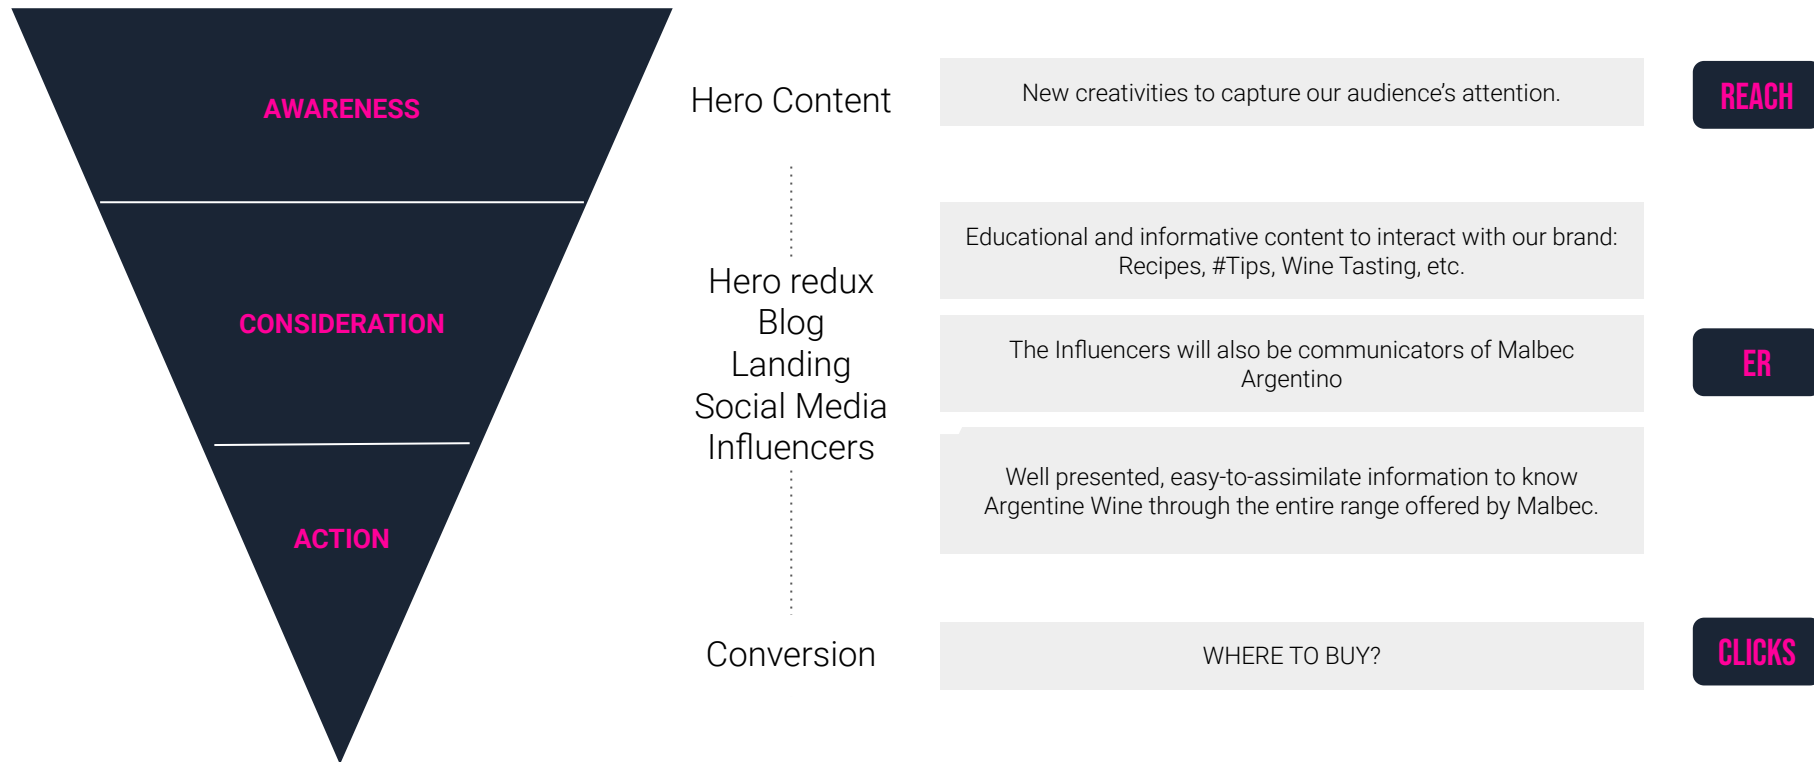 AWARENESS
Hero Content
New creativities to capture our audience’s attention.
REACH
CONSIDERATION
Hero redux
Blog
Landing
Social Media
Influencers
Educational and informative content to interact with our brand:
Recipes, #Tips, Wine Tasting, etc.
The Influencers will also be communicators of Malbec
Argentino
Well presented, easy-to-assimilate information to know
Argentine Wine through the entire range offered by Malbec.
ER
ACTION
Conversion
WHERE TO BUY?
CLICKS